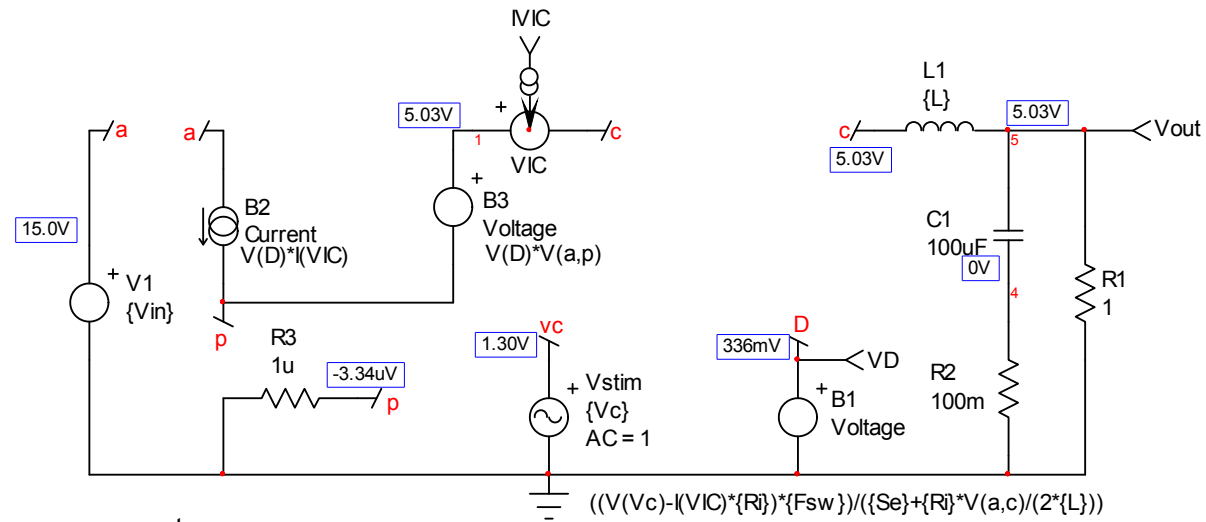 IVIC
L1
{L}
5.03V
+
5.03V
a
a
1
c
c
5
Vout
VIC
5.03V
+
B2
B3
C1
Current
Voltage
100uF
15.0V
V(D)*I(VIC)
V(D)*V(a,p)
0V
+
V1
R1
{Vin}
4
1
p
vc
D
R3
1.30V
336mV
1u
VD
-3.34uV
+
Vstim
R2
p
{Vc}
+
B1
100m
AC = 1
Voltage
((V(Vc)-I(VIC)*{Ri})*{Fsw})/({Se}+{Ri}*V(a,c)/(2*{L}))